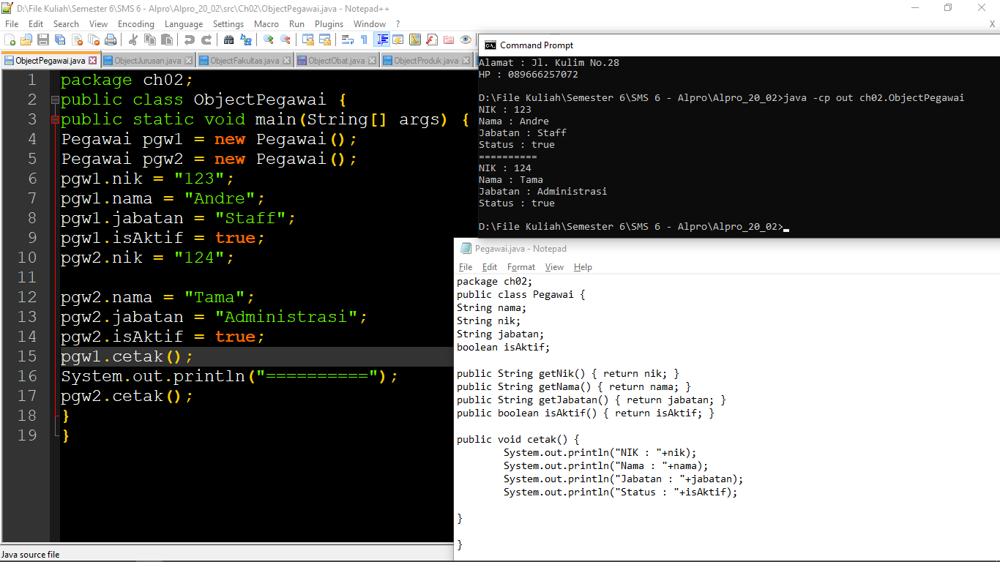 D:\File Kuliah\Semester 6\SMS 6 - Alpro\Alpro_20_02\src\Ch02\ObjectPegawai.java - Notepad++
File Edit Search View Encoding Language Settings Macro Run Plugins Window ? X
ObjectPegawai.java ObjectJurusan.java ObjectFakultas.java ObjectObat.java ObjectProduk.java
1 package ch02;
2 public class ObjectPegawai {
3 public static void main(String[] args) {
4 Pegawai pgw1 = new Pegawai();
5 Pegawai pgw2 = new Pegawai();
6 pgw1.nik = "123";
7 pgw1.nama = "Andre";
8 pgw1.jabatan = "Staff";
9 pgw1.isAktif = true;
10 pgw2.nik = "124";
11
12 pgw2.nama = "Tama";
13 pgw2.jabatan = "Administrasi";
14 pgw2.isAktif = true;
15 pgw1.cetak();
16 System.out.println("==========");
17 pgw2.cetak();
18 }
19 }
Java source file
Command Prompt
Alamat : Jl. Kulim No.28
HP : 089666257072
D:\File Kuliah\Semester 6\SMS 6 - Alpro\Alpro_20_02>java -cp out ch02.ObjectPegawai
NIK : 123
Nama : Andre
Jabatan : Staff
Status : true
==========
NIK : 124
Nama : Tama
Jabatan : Administrasi
Status : true
D:\File Kuliah\Semester 6\SMS 6 - Alpro\Alpro_20_02>
Pegawai.java - Notepad
File Edit Format View Help
package ch02;
public class Pegawai {
String nama;
String nik;
String jabatan;
boolean isAktif;
public String getNik() { return nik; }
public String getNama() { return nama; }
public String getJabatan() { return jabatan; }
public boolean isAktif() { return isAktif; }
public void cetak() {
System.out.println("NIK : "+nik);
System.out.println("Nama : "+nama);
System.out.println("Jabatan : "+jabatan);
System.out.println("Status : "+isAktif);
}
}